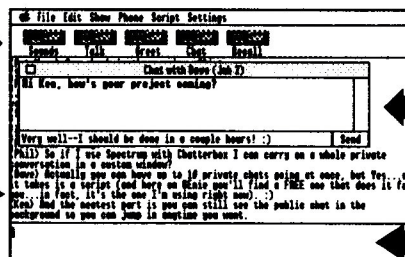 File Edit Show Phone Script Settings
Sounds Talk Greet Chat Recall
Chat with Dave (Job 2)
Hi Ken, how's your project coming?
Very well--I should be done in a couple hours! :) Send
Phil) So if I use Spectrum with Chatterbox I can carry on a whole private
conversation in a custom window?
Dave) Actually you can have up to 10 private chats going at once, but Yes...
it takes is a script (and here on GEnie you'll find a FREE one that does it
you...in fact, it's the one I'm using right now)..:)
Ken) And the neatest part is you can still see the public chat in the
background so you can jump in anytime you want.